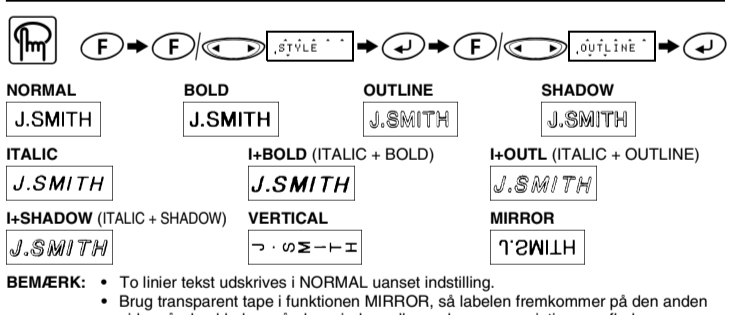 F F/ STYLE F/ OUTLINE
NORMAL BOLD OUTLINE SHADOW
J.SMITH J.SMITH J.SMITH J.SMITH
ITALIC I+BOLD (ITALIC + BOLD) I+OUTL (ITALIC + OUTLINE)
J.SMITH J.SMITH J.SMITH
I+SHADOW (ITALIC + SHADOW) VERTICAL MIRROR
J.SMITH J.SMITH J.SMITH
BEMÆRK: • To linier tekst udskrives i NORMAL uanset indstilling.
• Brug transparent tape i funktionen MIRROR, så labelen fremkommer på den anden